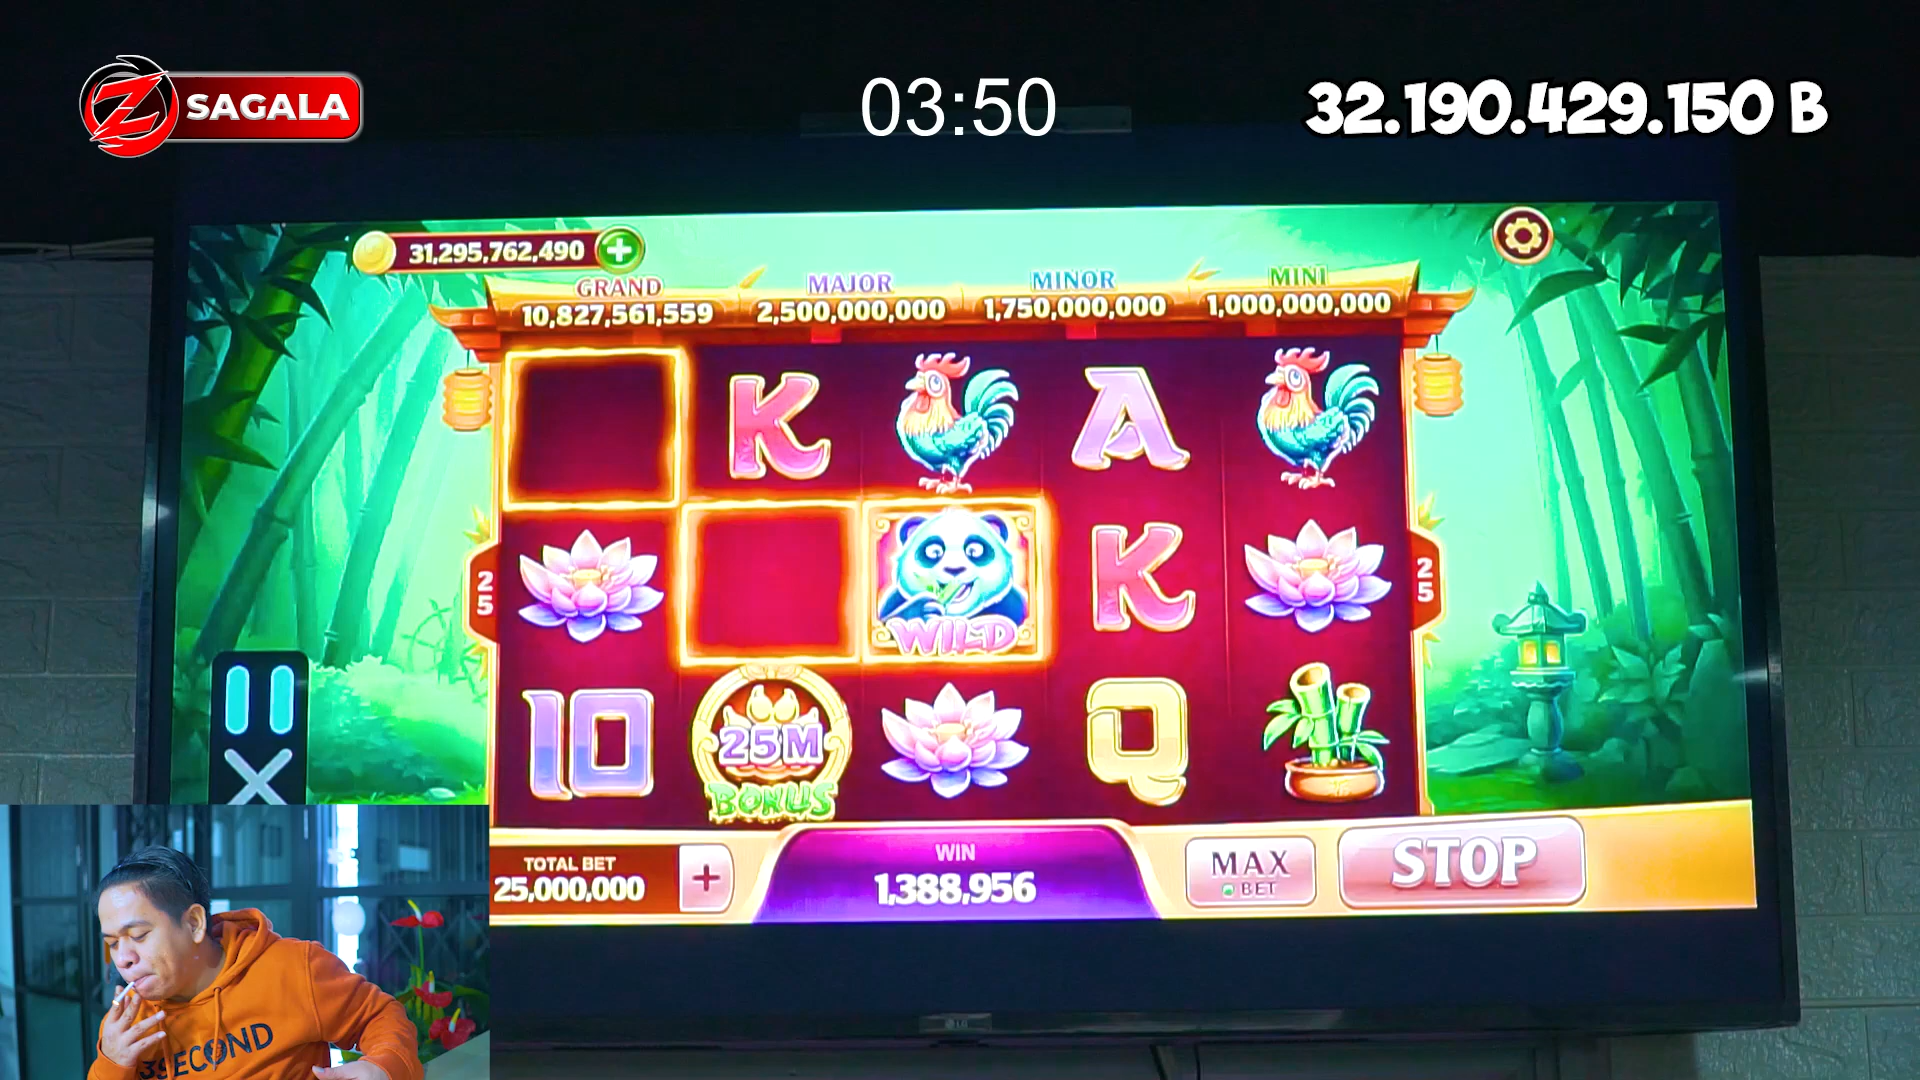 SAGALA
03:50
32.190.429.150 B
31,295,762,490 +
GRAND
10,827,561,559
MAJOR
2,500,000,000
MINOR
1,750,000,000
MINI
1,000,000,000
K
A
25
WILD
K
25
10
25M
BONUS
Q
TOTAL BET
25,000,000
+
WIN
1,388,956
MAX
BET
STOP
LG
3SECOND